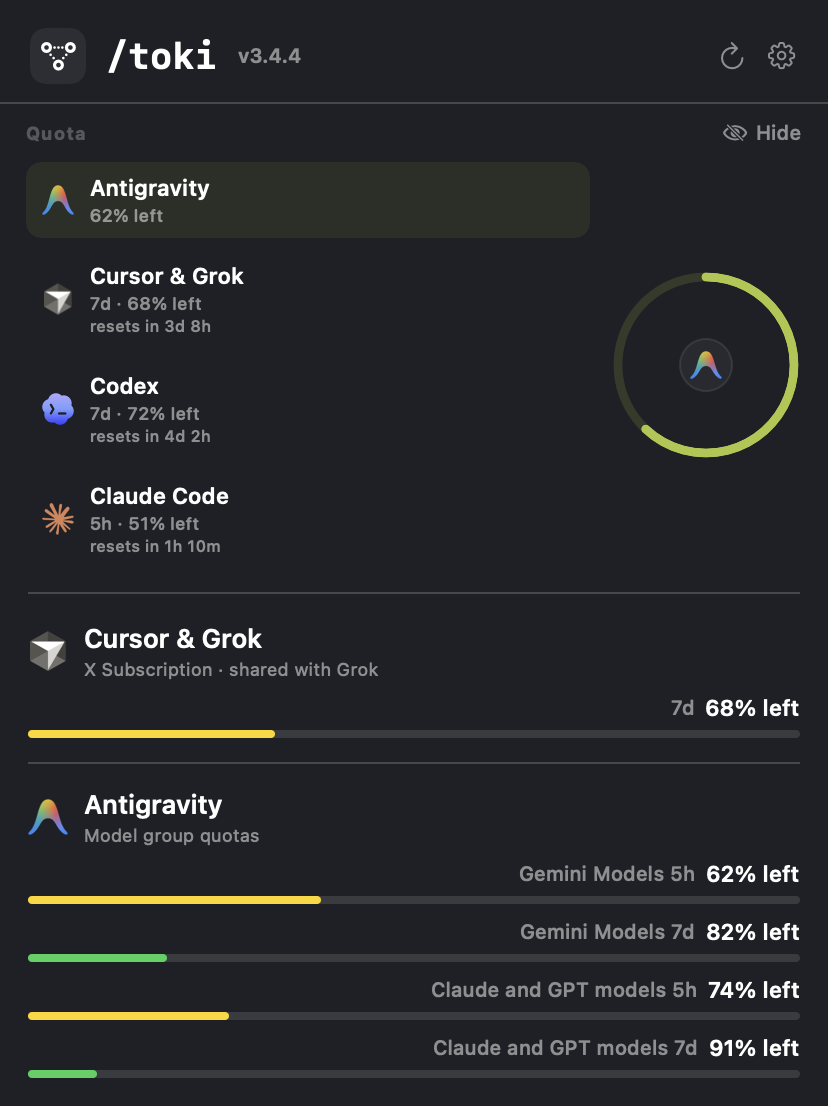 /toki v3.4.4
Quota
Hide
Antigravity
62% left
Cursor & Grok
7d · 68% left
resets in 3d 8h
Codex
7d · 72% left
resets in 4d 2h
Claude Code
5h · 51% left
resets in 1h 10m
Cursor & Grok
X Subscription · shared with Grok
7d 68% left
Antigravity
Model group quotas
Gemini Models 5h 62% left
Gemini Models 7d 82% left
Claude and GPT models 5h 74% left
Claude and GPT models 7d 91% left